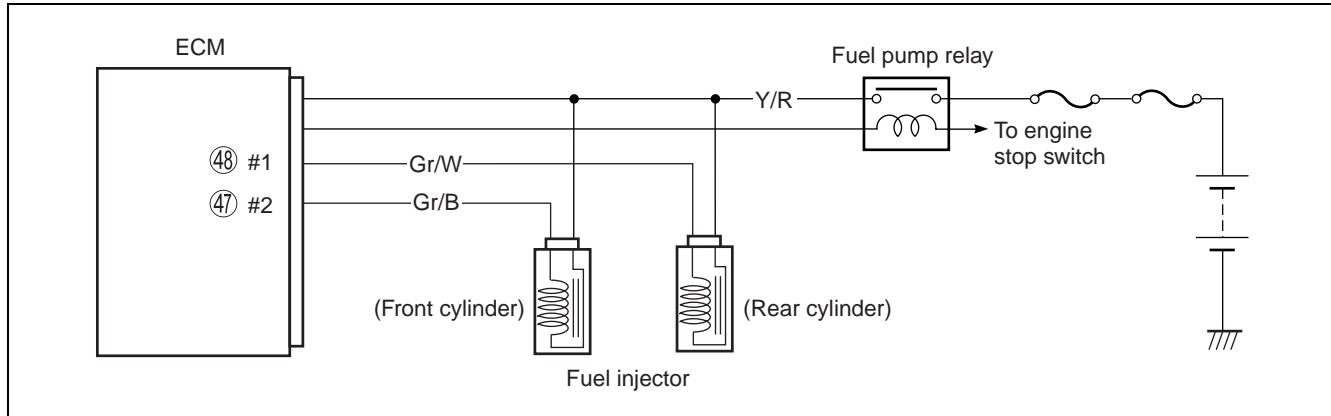 ECM
Fuel pump relay
Y/R
To engine
stop switch
㊽ #1
Gr/W
㊼ #2
Gr/B
(Front cylinder)
(Rear cylinder)
Fuel injector